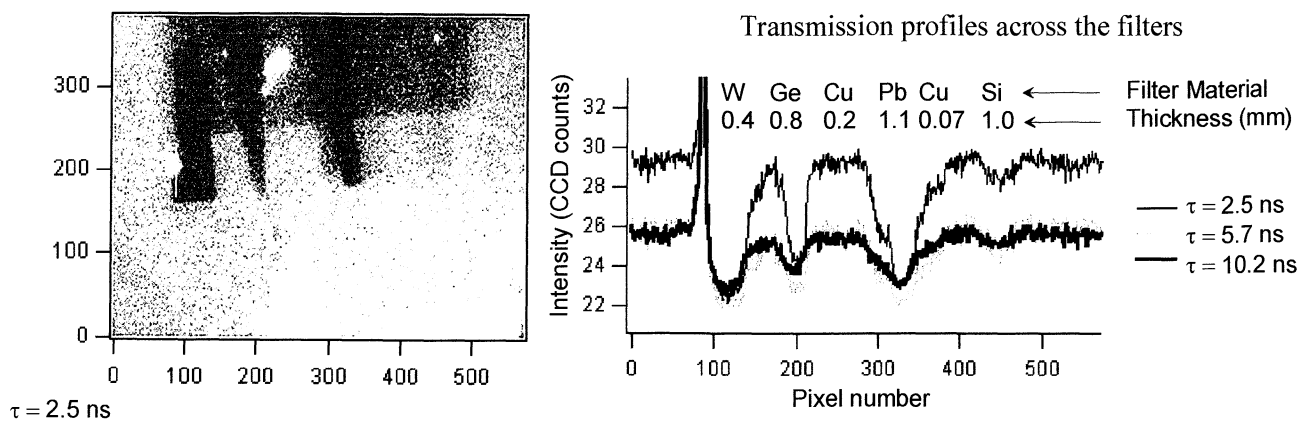 Transmission profiles across the filters
300
200
100
0
0 100 200 300 400 500
τ = 2.5 ns
Intensity (CCD counts)
32
30
28
26
24
22
W Ge Cu Pb Cu Si Filter Material
0.4 0.8 0.2 1.1 0.07 1.0 Thickness (mm)
τ = 2.5 ns
τ = 5.7 ns
τ = 10.2 ns
0 100 200 300 400 500
Pixel number